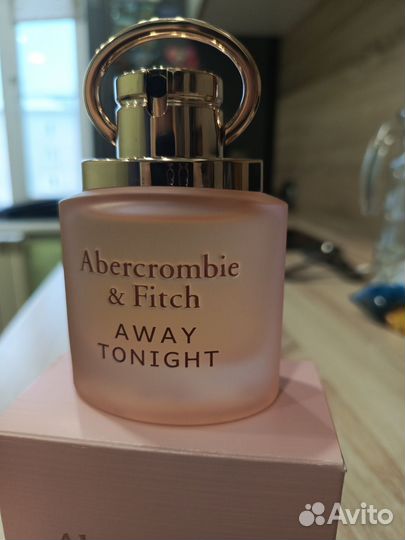 Abercrombie
& Fitch
AWAY
TONIGHT
Avito